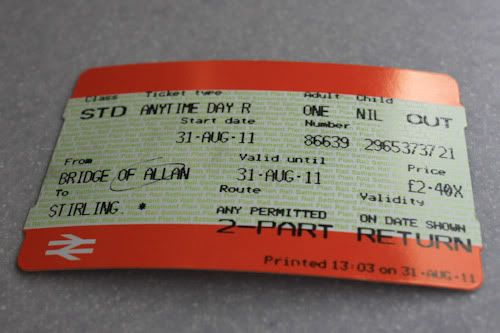 Class Ticket type Adult Child
STD ANYTIME DAY R ONE NIL OUT
Start date Number
31-AUG-11 86639 2965373721
From Valid until Price
BRIDGE OF ALLAN 31-AUG-11 £2·40X
To Route Validity
STIRLING. * ANY PERMITTED ON DATE SHOWN
2-PART RETURN
Printed 13:03 on 31-AUG-11